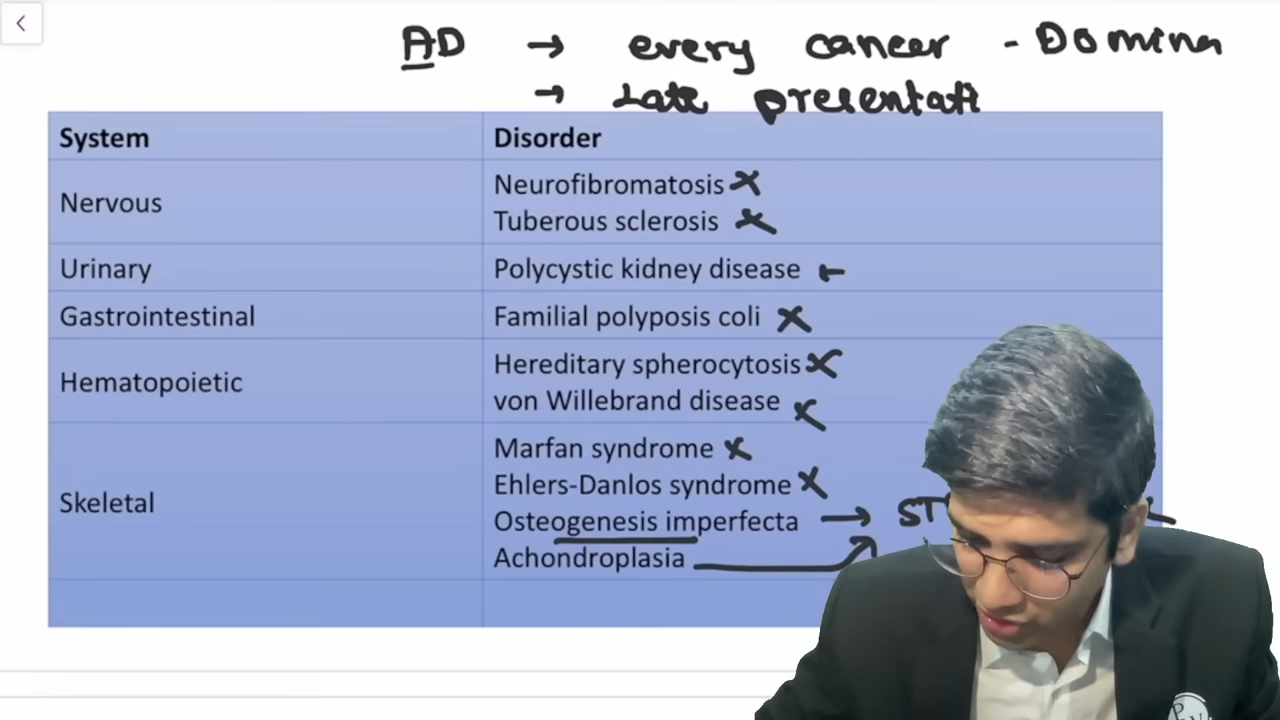 AD → every cancer - Domina
→ Late presentati
System Disorder
Nervous
Neurofibromatosis
Tuberous sclerosis
Urinary Polycystic kidney disease
Gastrointestinal Familial polyposis coli
Hematopoietic
Hereditary spherocytosis
von Willebrand disease
Skeletal
Marfan syndrome
Ehlers-Danlos syndrome
Osteogenesis imperfecta → ST
Achondroplasia